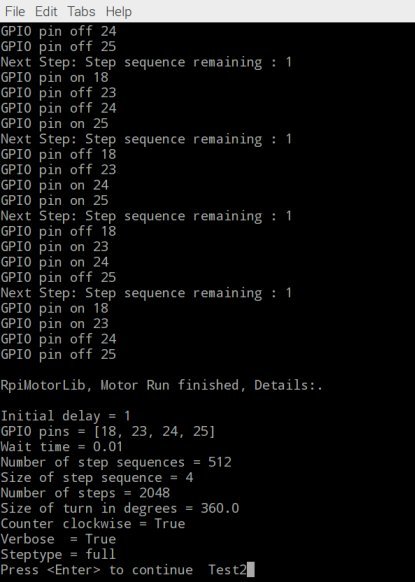 File Edit Tabs Help
GPIO pin off 24
GPIO pin off 25
Next Step: Step sequence remaining : 1
GPIO pin on 18
GPIO pin off 23
GPIO pin off 24
GPIO pin on 25
Next Step: Step sequence remaining : 1
GPIO pin off 18
GPIO pin off 23
GPIO pin on 24
GPIO pin on 25
Next Step: Step sequence remaining : 1
GPIO pin off 18
GPIO pin on 23
GPIO pin on 24
GPIO pin off 25
Next Step: Step sequence remaining : 1
GPIO pin on 18
GPIO pin on 23
GPIO pin off 24
GPIO pin off 25
RpiMotorLib, Motor Run finished, Details:.
Initial delay = 1
GPIO pins = [18, 23, 24, 25]
Wait time = 0.01
Number of step sequences = 512
Size of step sequence = 4
Number of steps = 2048
Size of turn in degrees = 360.0
Counter clockwise = True
Verbose  = True
Steptype = full
Press <Enter> to continue  Test2